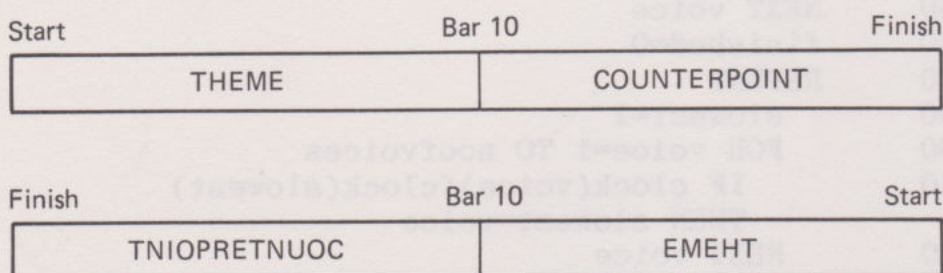 Start Bar 10 Finish
THEME COUNTERPOINT
Finish Bar 10 Start
TNIOPRETNUOC EMEHT